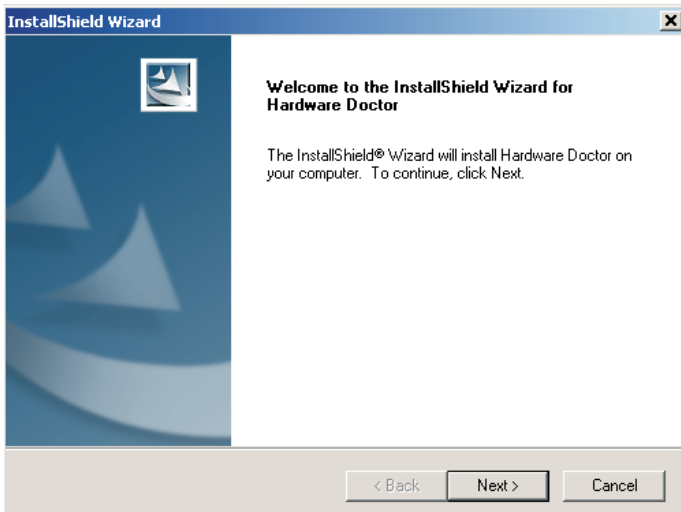 InstallShield Wizard
Welcome to the InstallShield Wizard for
Hardware Doctor
The InstallShield® Wizard will install Hardware Doctor on
your computer. To continue, click Next.
< Back
Next >
Cancel